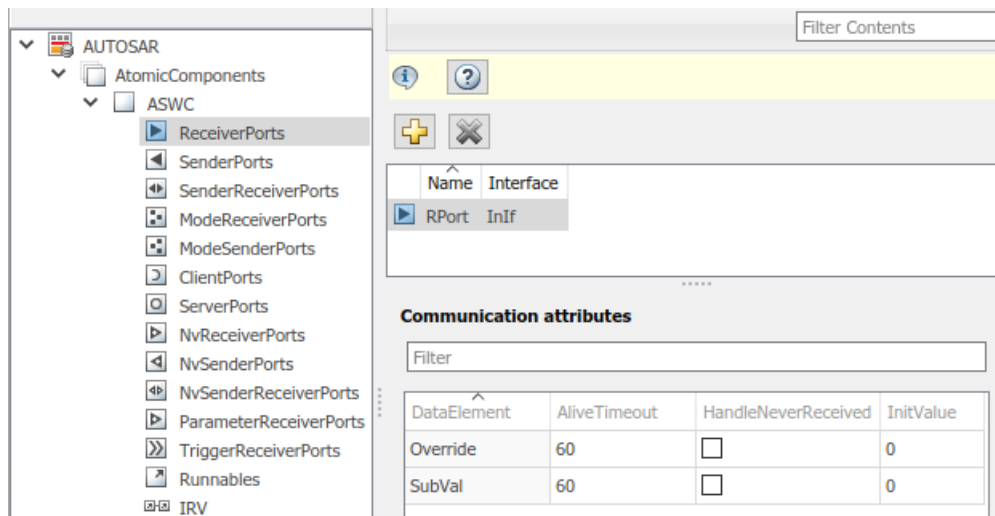 AUTOSAR
AtomicComponents
ASWC
ReceiverPorts
SenderPorts
SenderReceiverPorts
ModeReceiverPorts
ModeSenderPorts
ClientPorts
ServerPorts
NvReceiverPorts
NvSenderPorts
NvSenderReceiverPorts
ParameterReceiverPorts
TriggerReceiverPorts
Runnables
IRV
Filter Contents
Name Interface
RPort InIf
Communication attributes
Filter
DataElement AliveTimeout HandleNeverReceived InitValue
Override 60 0
SubVal 60 0